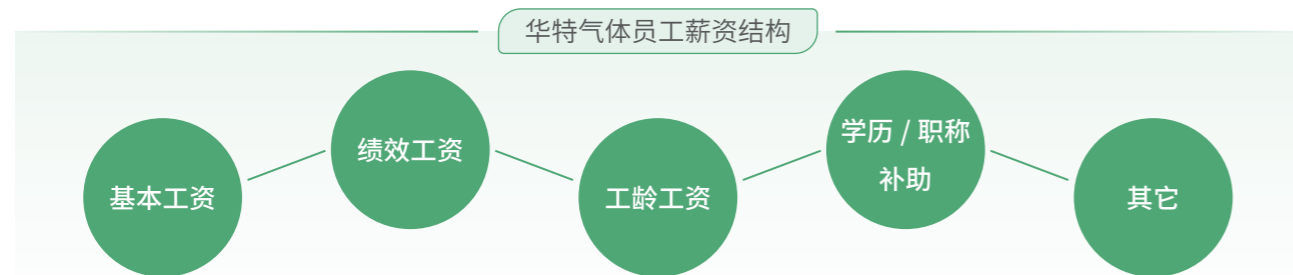 华特气体员工薪资结构
基本工资
绩效工资
工龄工资
学历 / 职称
补助
其它